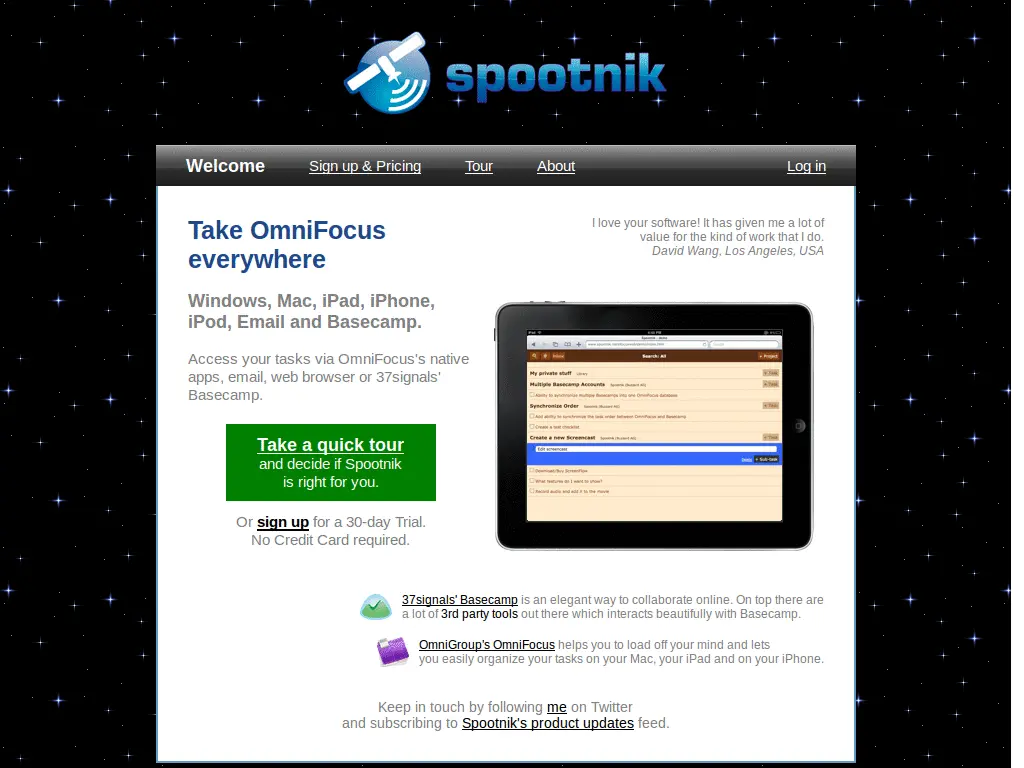 spootnik
Welcome
Sign up & Pricing
Tour
About
Log in
Take OmniFocus
everywhere
I love your software! It has given me a lot of
value for the kind of work that I do.
David Wang, Los Angeles, USA
Windows, Mac, iPad, iPhone,
iPod, Email and Basecamp.
Access your tasks via OmniFocus's native
apps, email, web browser or 37signals'
Basecamp.
Take a quick tour
and decide if Spootnik
is right for you.
Or sign up for a 30-day Trial.
No Credit Card required.
Search: All
+ Project
My private stuff Library
Multiple Basecamp Accounts
Ability to synchronize multiple Basecamps into one OmniFocus database
Synchronize Order
Add ability to synchronize the task order between OmniFocus and Basecamp
Create a test checklist
Create a new Screencast
Edit screencast
+ Sub-task
Download/Buy ScreenFlow
What features do I want to show?
Record audio and add it to the movie
37signals' Basecamp is an elegant way to collaborate online. On top there are
a lot of 3rd party tools out there which interacts beautifully with Basecamp.
OmniGroup's OmniFocus helps you to load off your mind and lets
you easily organize your tasks on your Mac, your iPad and on your iPhone.
Keep in touch by following me on Twitter
and subscribing to Spootnik's product updates feed.